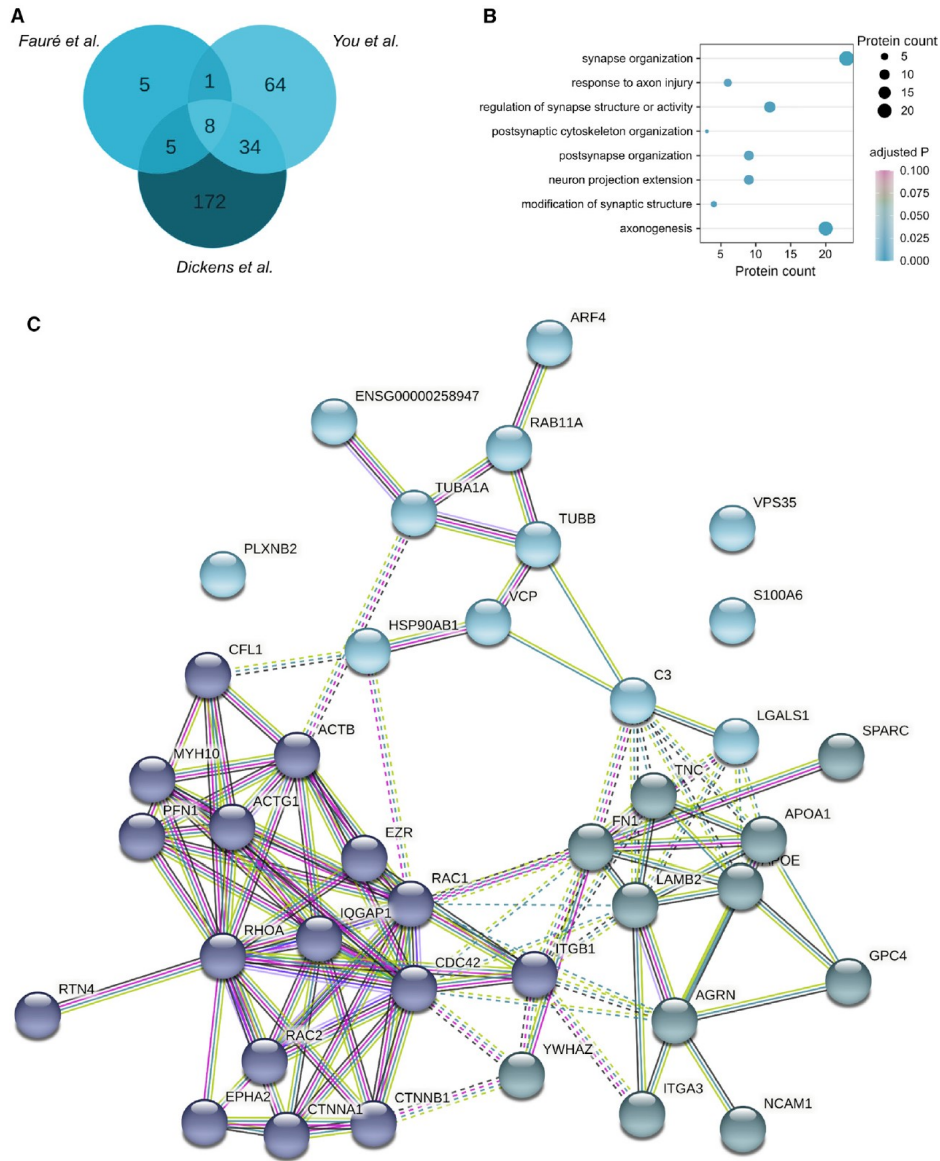 A
Fauré et al.
You et al.
5
1
64
8
5
34
172
Dickens et al.
B
synapse organization
response to axon injury
regulation of synapse structure or activity
postsynaptic cytoskeleton organization
postsynapse organization
neuron projection extension
modification of synaptic structure
axonogenesis
5
10
15
20
Protein count
Protein count
5
10
15
20
adjusted P
0.100
0.075
0.050
0.025
0.000
C
ARF4
ENSG00000258947
RAB11A
TUBA1A
VPS35
TUBB
PLXNB2
VCP
S100A6
HSP90AB1
CFL1
C3
LGALS1
ACTB
SPARC
MYH10
TNC
PFN1
ACTG1
FN1
APOA1
EZR
RAC1
LAMB2
POE
IQGAP1
RHOA
ITGB1
CDC42
GPC4
RTN4
AGRN
RAC2
YWHAZ
EPHA2
CTNNA1
CTNNB1
ITGA3
NCAM1